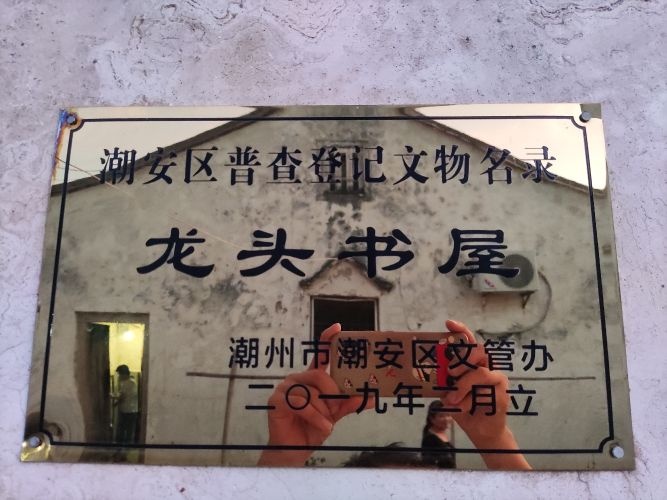 潮安区普查登记文物名录
龙头书屋
潮州市潮安区文管办
二〇一九年二月立